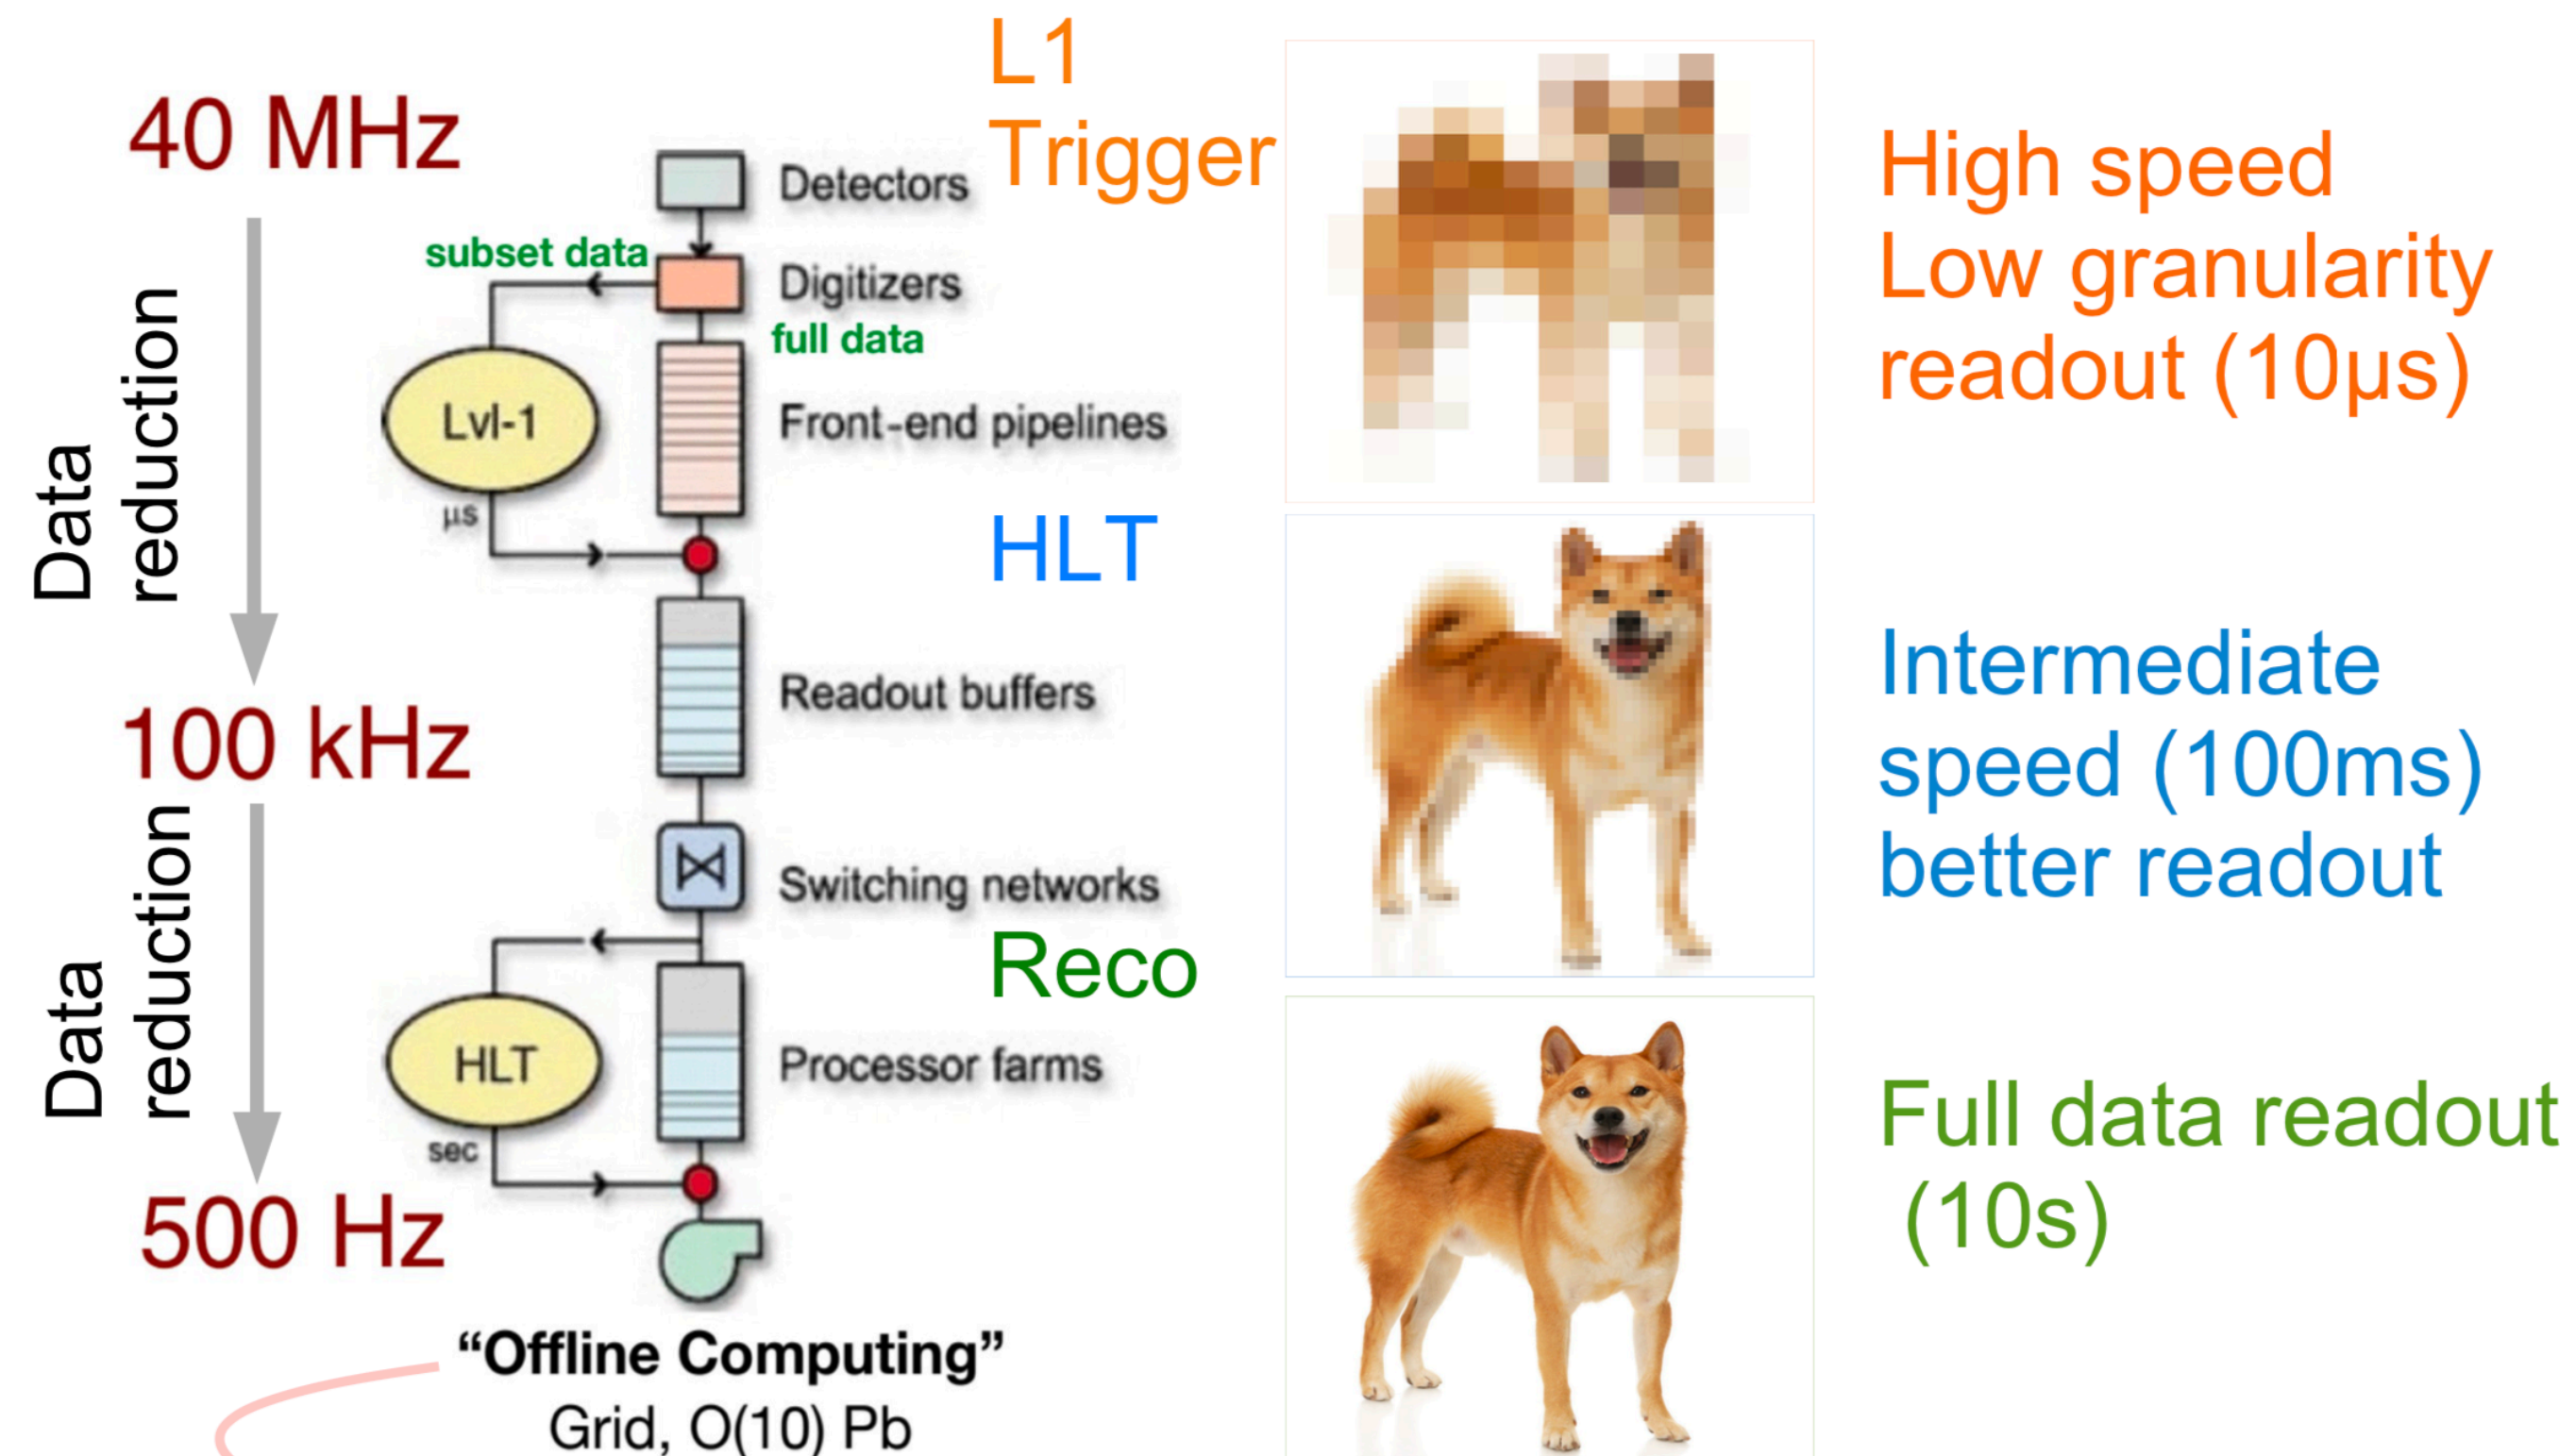 40 MHz
Data
reduction
100 kHz
Data
reduction
500 Hz
Detectors
subset data
Digitizers
full data
Lvl-1
Front-end pipelines
µs
Readout buffers
Switching networks
HLT
Processor farms
sec
“Offline Computing”
Grid, O(10) Pb
L1
Trigger
High speed
Low granularity
readout (10µs)
HLT
Intermediate
speed (100ms)
better readout
Reco
Full data readout
(10s)